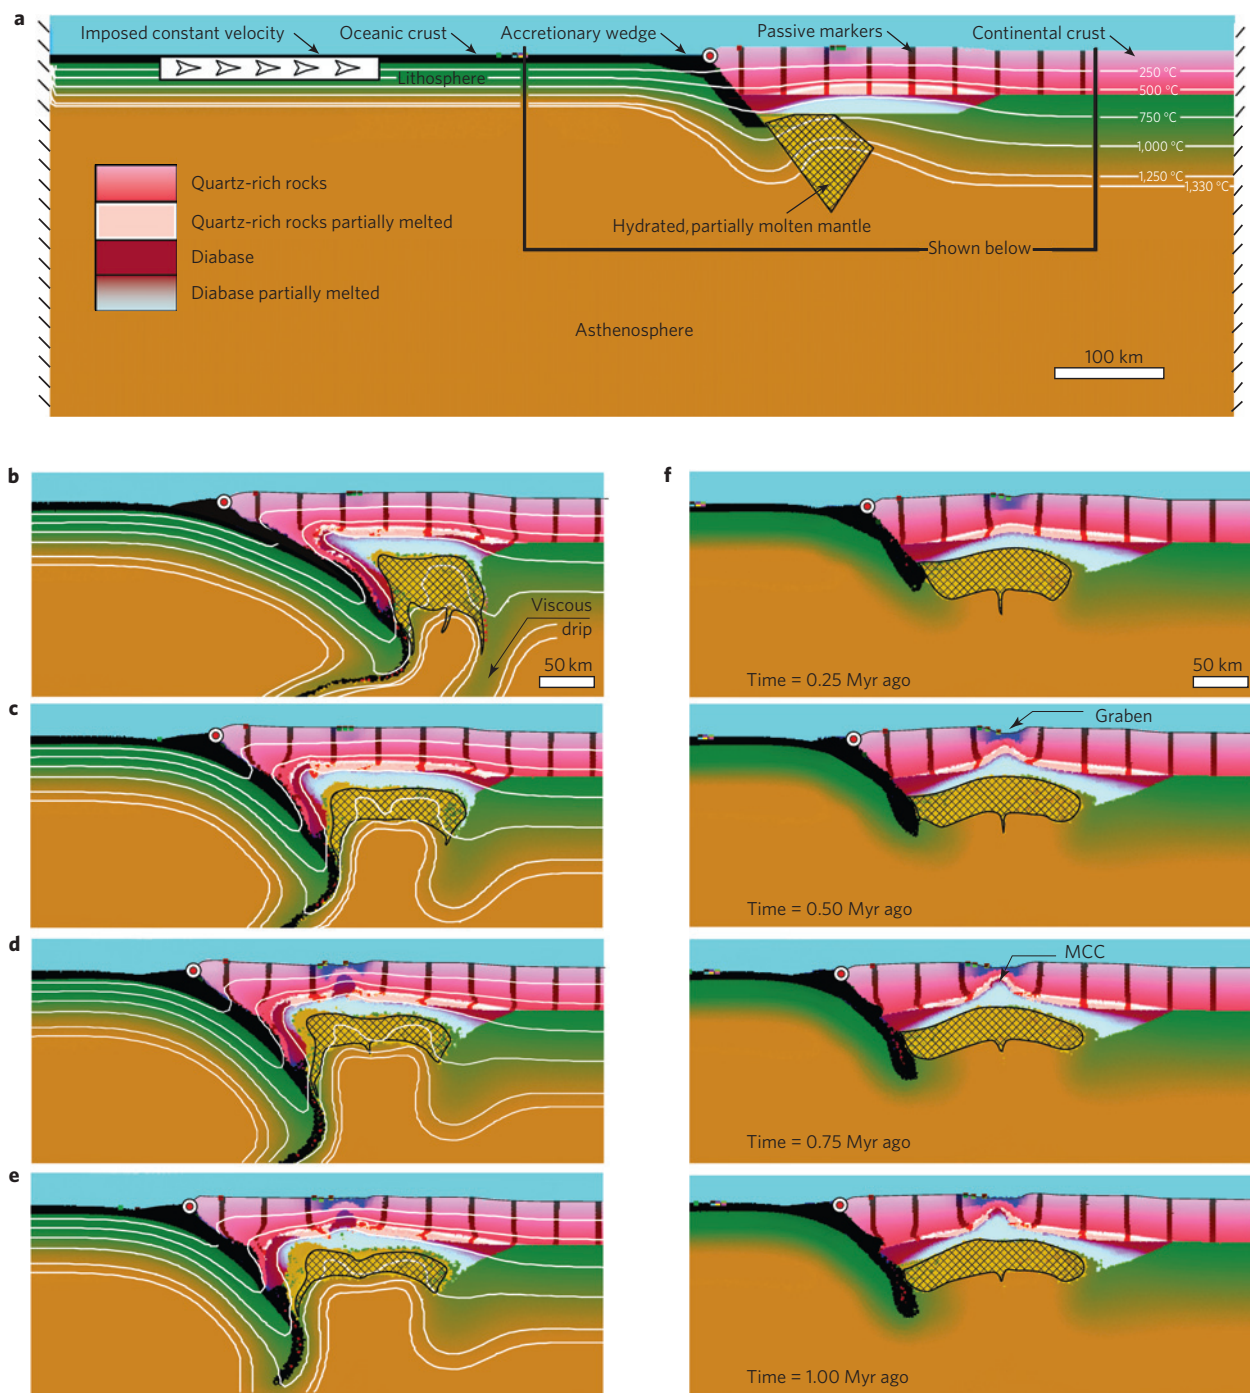 a
Imposed constant velocity
Oceanic crust
Accretionary wedge
Passive markers
Continental crust
Lithosphere
250 °C
500 °C
750 °C
1,000 °C
1,250 °C
1,330 °C
Quartz-rich rocks
Quartz-rich rocks partially melted
Diabase
Diabase partially melted
Hydrated, partially molten mantle
Shown below
Asthenosphere
100 km
b
Viscous
drip
50 km
c
d
e
f
Time = 0.25 Myr ago
50 km
Graben
Time = 0.50 Myr ago
MCC
Time = 0.75 Myr ago
Time = 1.00 Myr ago